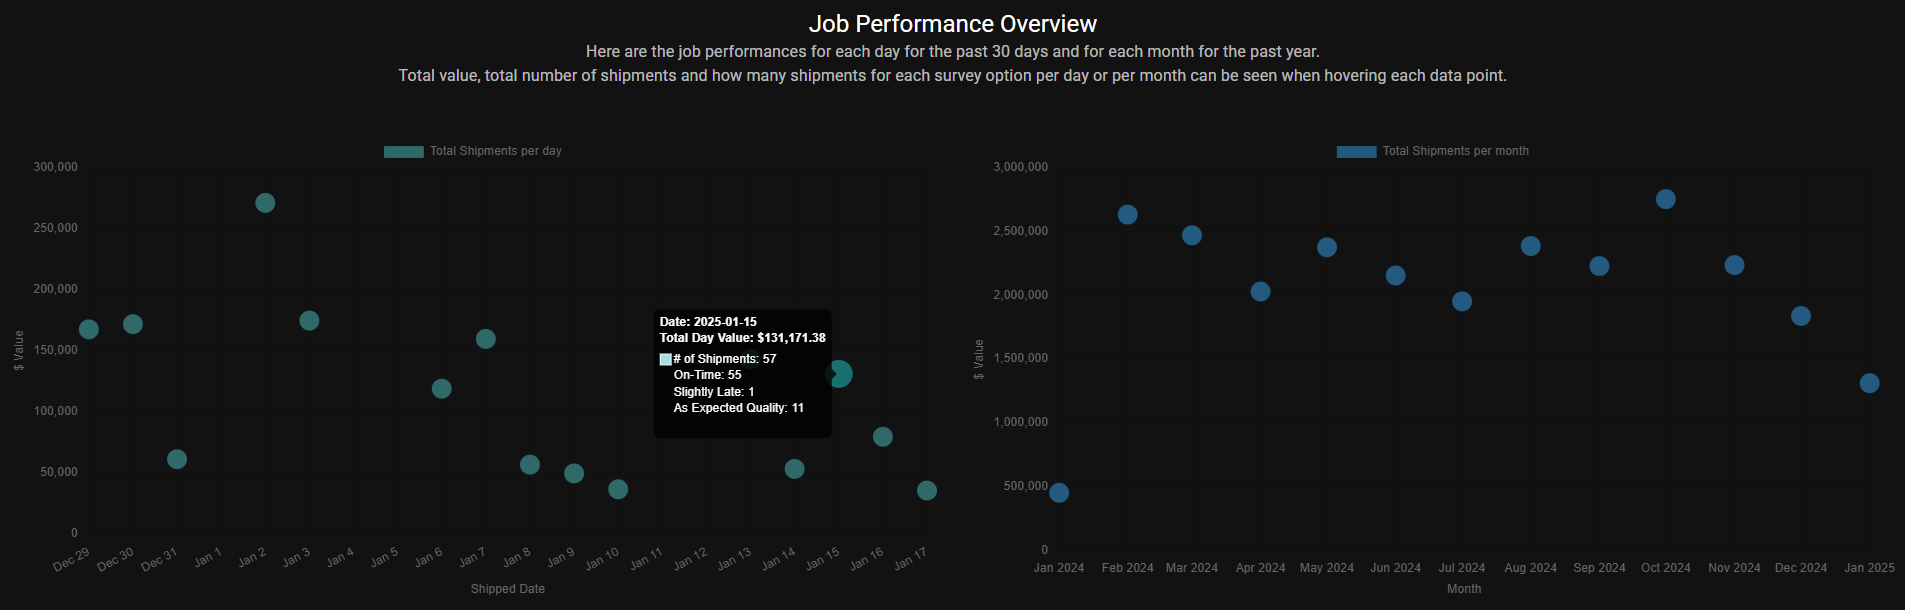 Job Performance Overview
Here are the job performances for each day for the past 30 days and for each month for the past year.
Total value, total number of shipments and how many shipments for each survey option per day or per month can be seen when hovering each data point.
Total Shipments per day
300,000
250,000
200,000
150,000
100,000
50,000
0
$ Value
Date: 2025-01-15
Total Day Value: $131,171.38
# of Shipments: 57
On-Time: 55
Slightly Late: 1
As Expected Quality: 11
Dec 29 Dec 30 Dec 31 Jan 1 Jan 2 Jan 3 Jan 4 Jan 5 Jan 6 Jan 7 Jan 8 Jan 9 Jan 10 Jan 11 Jan 12 Jan 13 Jan 14 Jan 15 Jan 16 Jan 17
Shipped Date
Total Shipments per month
3,000,000
2,500,000
2,000,000
1,500,000
1,000,000
500,000
0
$ Value
Jan 2024 Feb 2024 Mar 2024 Apr 2024 May 2024 Jun 2024 Jul 2024 Aug 2024 Sep 2024 Oct 2024 Nov 2024 Dec 2024 Jan 2025
Month